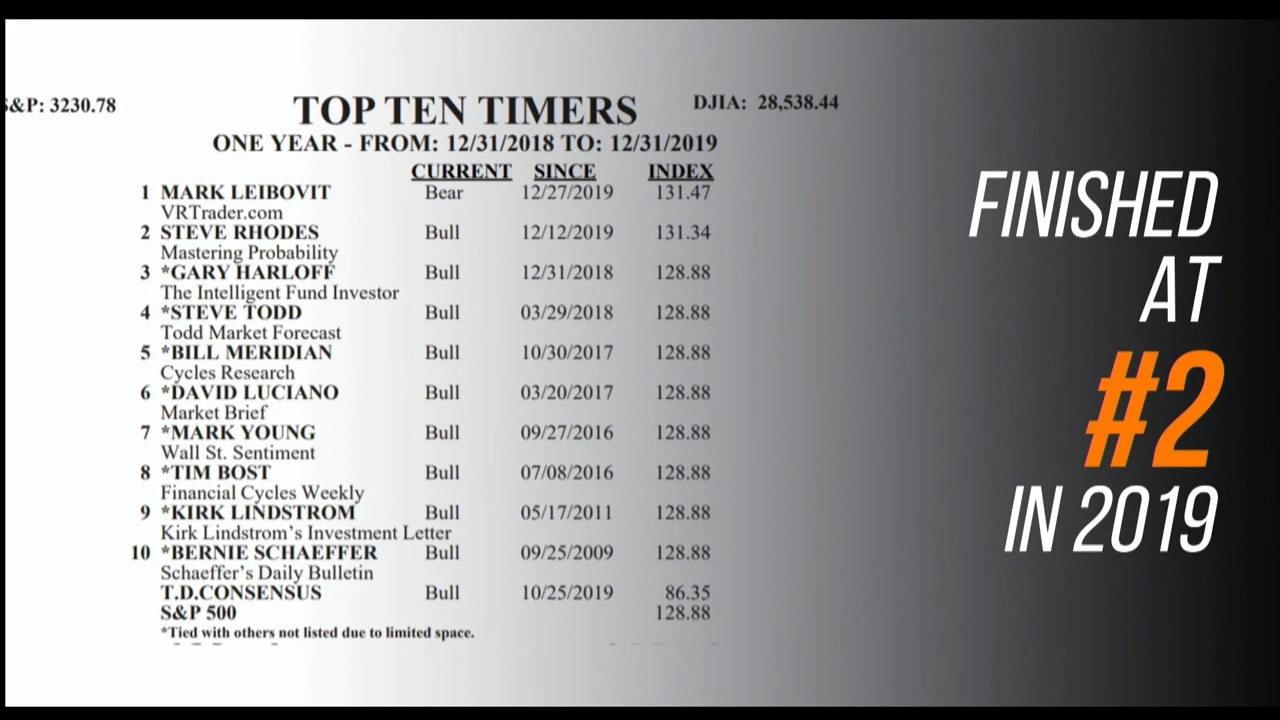 S&P: 3230.78
TOP TEN TIMERS
DJIA: 28,538.44
ONE YEAR - FROM: 12/31/2018 TO: 12/31/2019
CURRENT SINCE INDEX
1 MARK LEIBOVIT Bear 12/27/2019 131.47
VRTrader.com
2 STEVE RHODES Bull 12/12/2019 131.34
Mastering Probability
3 *GARY HARLOFF Bull 12/31/2018 128.88
The Intelligent Fund Investor
4 *STEVE TODD Bull 03/29/2018 128.88
Todd Market Forecast
5 *BILL MERIDIAN Bull 10/30/2017 128.88
Cycles Research
6 *DAVID LUCIANO Bull 03/20/2017 128.88
Market Brief
7 *MARK YOUNG Bull 09/27/2016 128.88
Wall St. Sentiment
8 *TIM BOST Bull 07/08/2016 128.88
Financial Cycles Weekly
9 *KIRK LINDSTROM Bull 05/17/2011 128.88
Kirk Lindstrom's Investment Letter
10 *BERNIE SCHAEFFER Bull 09/25/2009 128.88
Schaeffer's Daily Bulletin
T.D.CONSENSUS Bull 10/25/2019 86.35
S&P 500 128.88
*Tied with others not listed due to limited space.
FINISHED
AT
#2
IN 2019